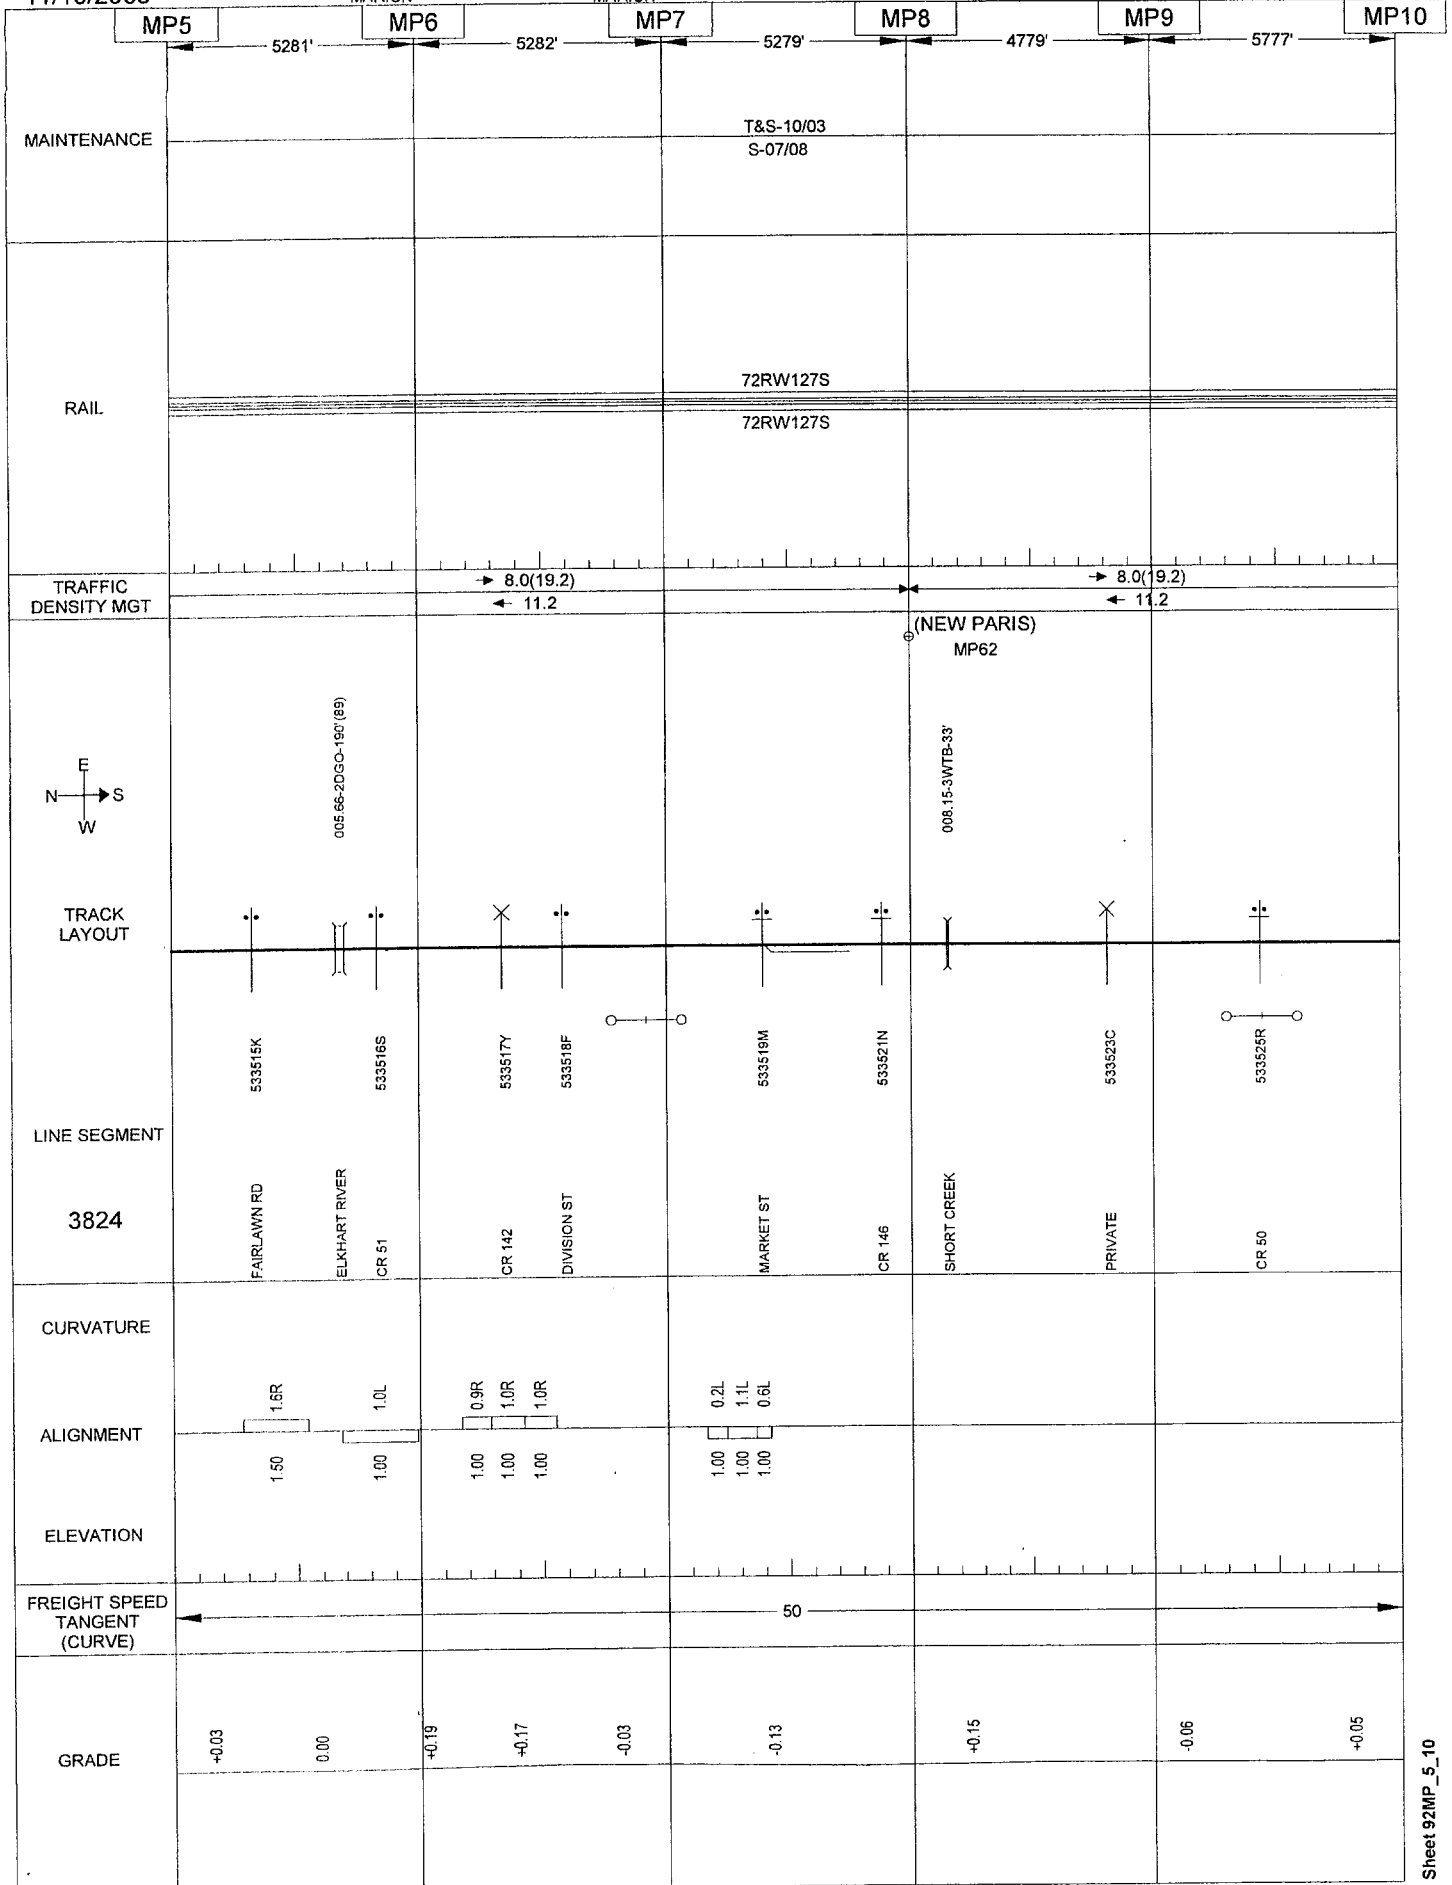 MP5 MP6 MP7 MP8 MP9 MP10
5281' 5282' 5279' 4779' 5777'
MAINTENANCE
T&S-10/03
S-07/08
RAIL
72RW127S
72RW127S
TRAFFIC
DENSITY MGT
8.0(19.2) 8.0(19.2)
11.2 11.2
(NEW PARIS)
MP62
005.66-2DGO-190'(89)
008.15-3WTB-33'
E
N S
W
TRACK
LAYOUT
533515K
533516S
533517Y
533518F
533519M
533521N
533523C
533525R
LINE SEGMENT
3824
FAIRLAWN RD
ELKHART RIVER
CR 51
CR 142
DIVISION ST
MARKET ST
CR 146
SHORT CREEK
PRIVATE
CR 50
CURVATURE
1.6R 1.0L 0.9R 1.0R 1.0R 0.2L 1.1L 0.6L
ALIGNMENT
1.50 1.00 1.00 1.00 1.00 1.00 1.00 1.00
ELEVATION
FREIGHT SPEED
TANGENT
(CURVE)
50
GRADE
+0.03 0.00 +0.19 +0.17 -0.03 -0.13 +0.15 -0.06 +0.05
Sheet 92MP_5_10